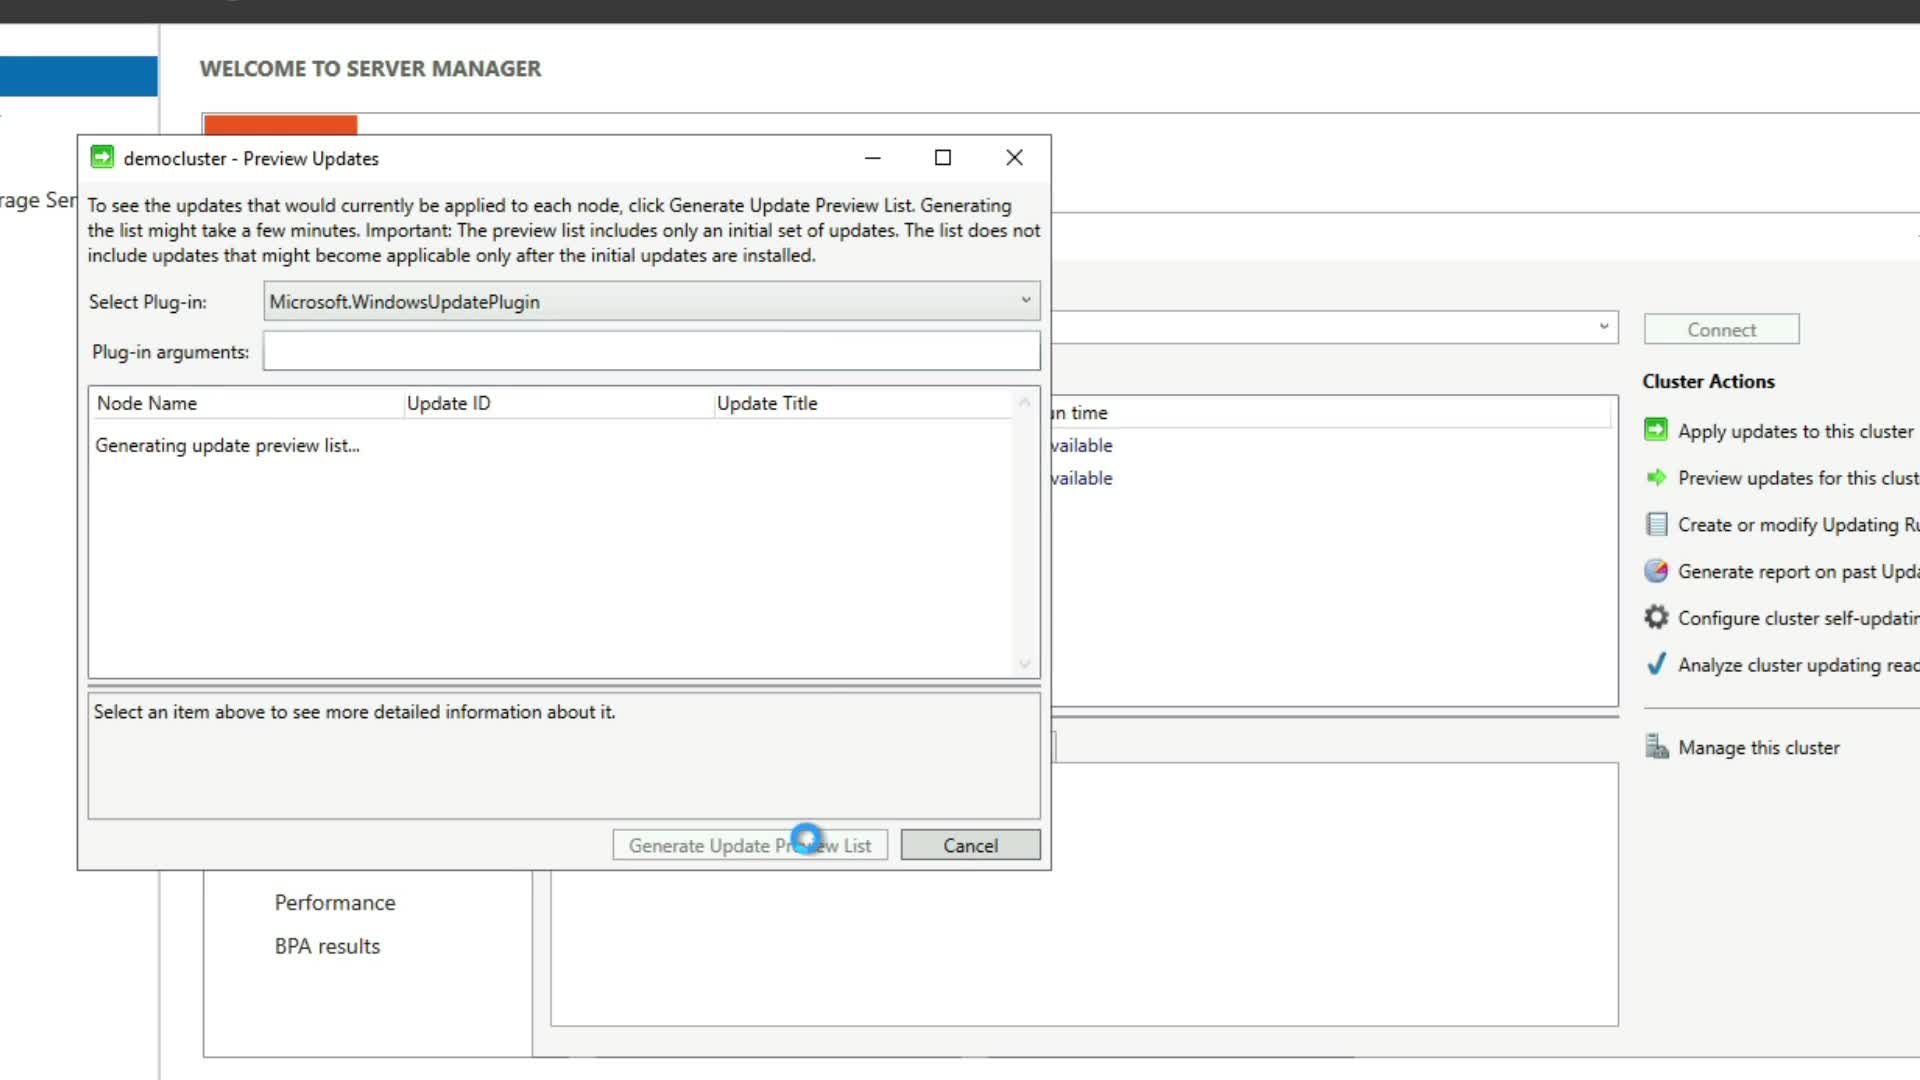 WELCOME TO SERVER MANAGER
democluster - Preview Updates
rage Ser
To see the updates that would currently be applied to each node, click Generate Update Preview List. Generating
the list might take a few minutes. Important: The preview list includes only an initial set of updates. The list does not
include updates that might become applicable only after the initial updates are installed.
Select Plug-in: Microsoft.WindowsUpdatePlugin
Plug-in arguments:
Node Name Update ID Update Title
Generating update preview list...
Select an item above to see more detailed information about it.
Generate Update Preview List Cancel
un time
vailable
vailable
Connect
Cluster Actions
Apply updates to this cluster
Preview updates for this clust
Create or modify Updating Ru
Generate report on past Upda
Configure cluster self-updatin
Analyze cluster updating read
Manage this cluster
Performance
BPA results